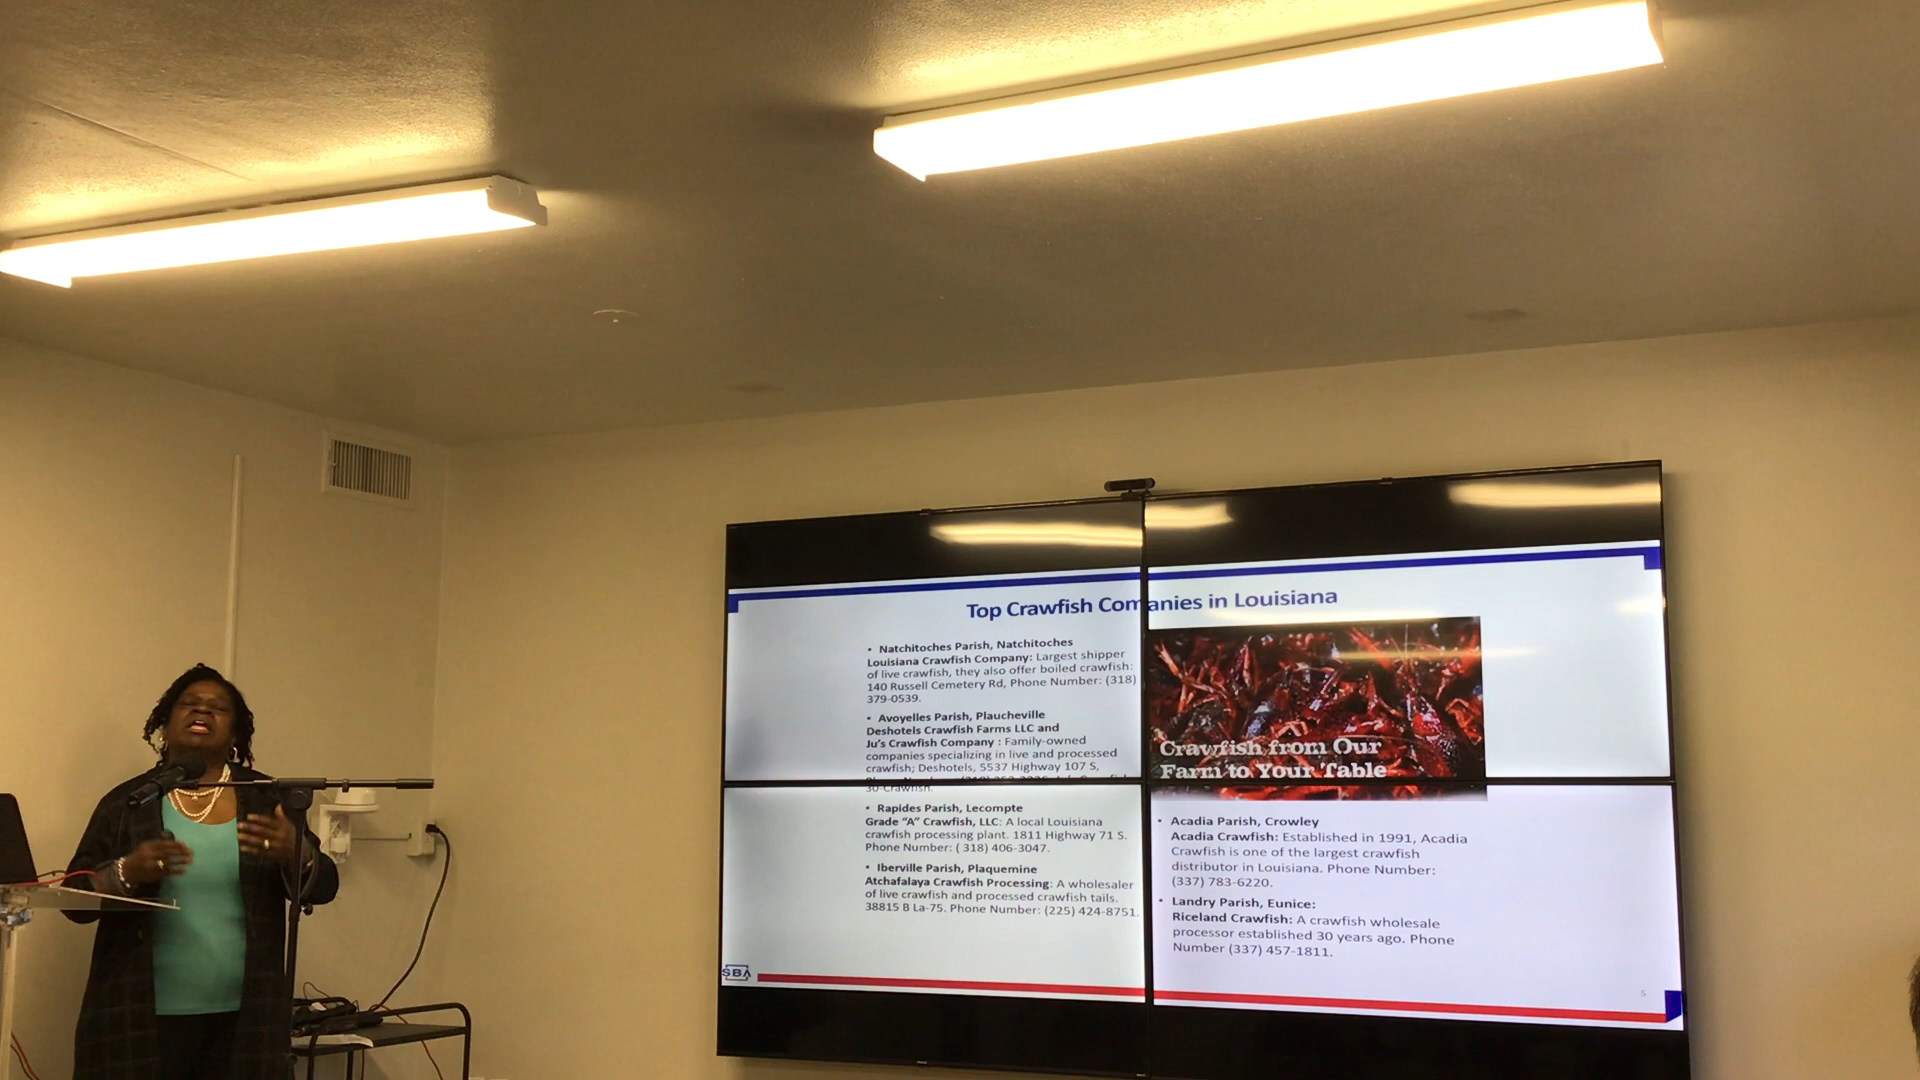 Top Crawfish Companies in Louisiana
• Natchitoches Parish, Natchitoches
Louisiana Crawfish Company: Largest shipper
of live crawfish, they also offer boiled crawfish:
140 Russell Cemetery Rd, Phone Number: (318)
379-0539.
• Avoyelles Parish, Plaucheville
Deshotels Crawfish Farms LLC and
Ju's Crawfish Company : Family-owned
companies specializing in live and processed
crawfish; Deshotels, 5537 Highway 107 S,
30-Crawfish.
• Rapides Parish, Lecompte
Grade "A" Crawfish, LLC: A local Louisiana
crawfish processing plant. 1811 Highway 71 S.
Phone Number: ( 318) 406-3047.
• Iberville Parish, Plaquemine
Atchafalaya Crawfish Processing: A wholesaler
of live crawfish and processed crawfish tails.
38815 B La-75. Phone Number: (225) 424-8751.
Crawfish from Our
Farm to Your Table
• Acadia Parish, Crowley
Acadia Crawfish: Established in 1991, Acadia
Crawfish is one of the largest crawfish
distributor in Louisiana. Phone Number:
(337) 783-6220.
• Landry Parish, Eunice:
Riceland Crawfish: A crawfish wholesale
processor established 30 years ago. Phone
Number (337) 457-1811.
SBA
5